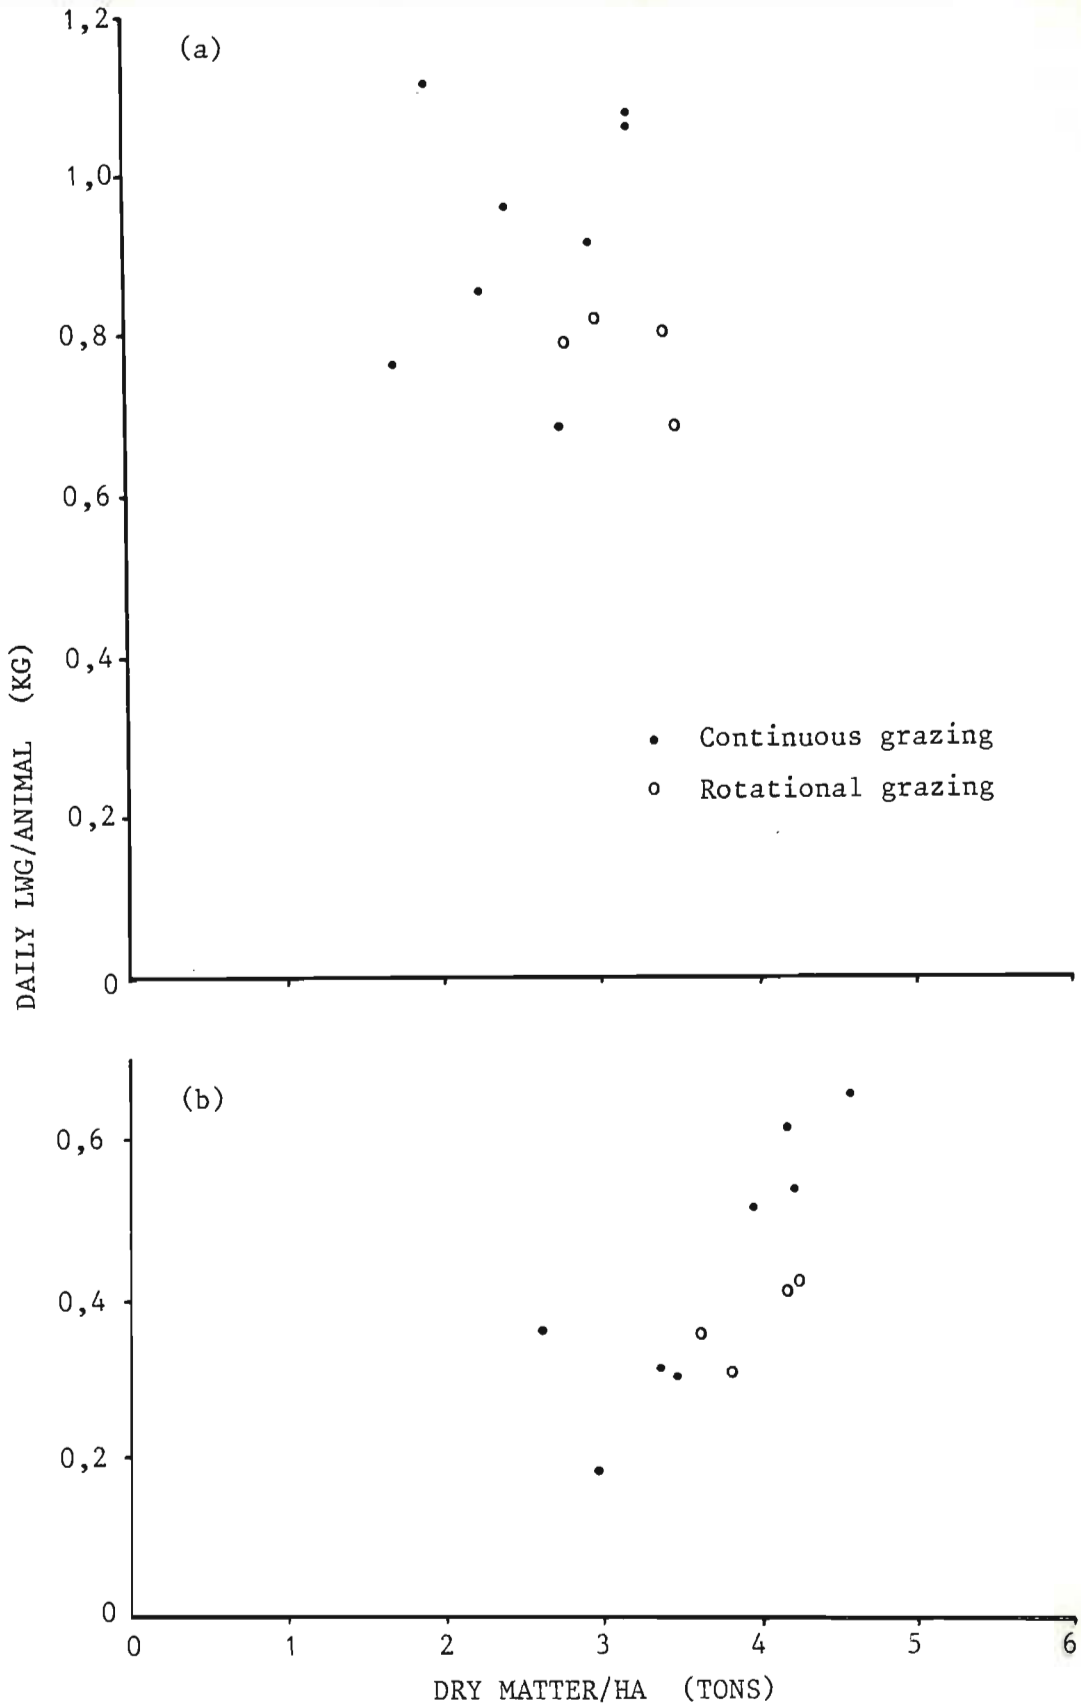 1,2
(a)
1,0
0,8
0,6
0,4
0,2
0
• Continuous grazing
o Rotational grazing
DAILY LWG/ANIMAL (KG)
(b)
0,6
0,4
0,2
0
0 1 2 3 4 5 6
DRY MATTER/HA (TONS)